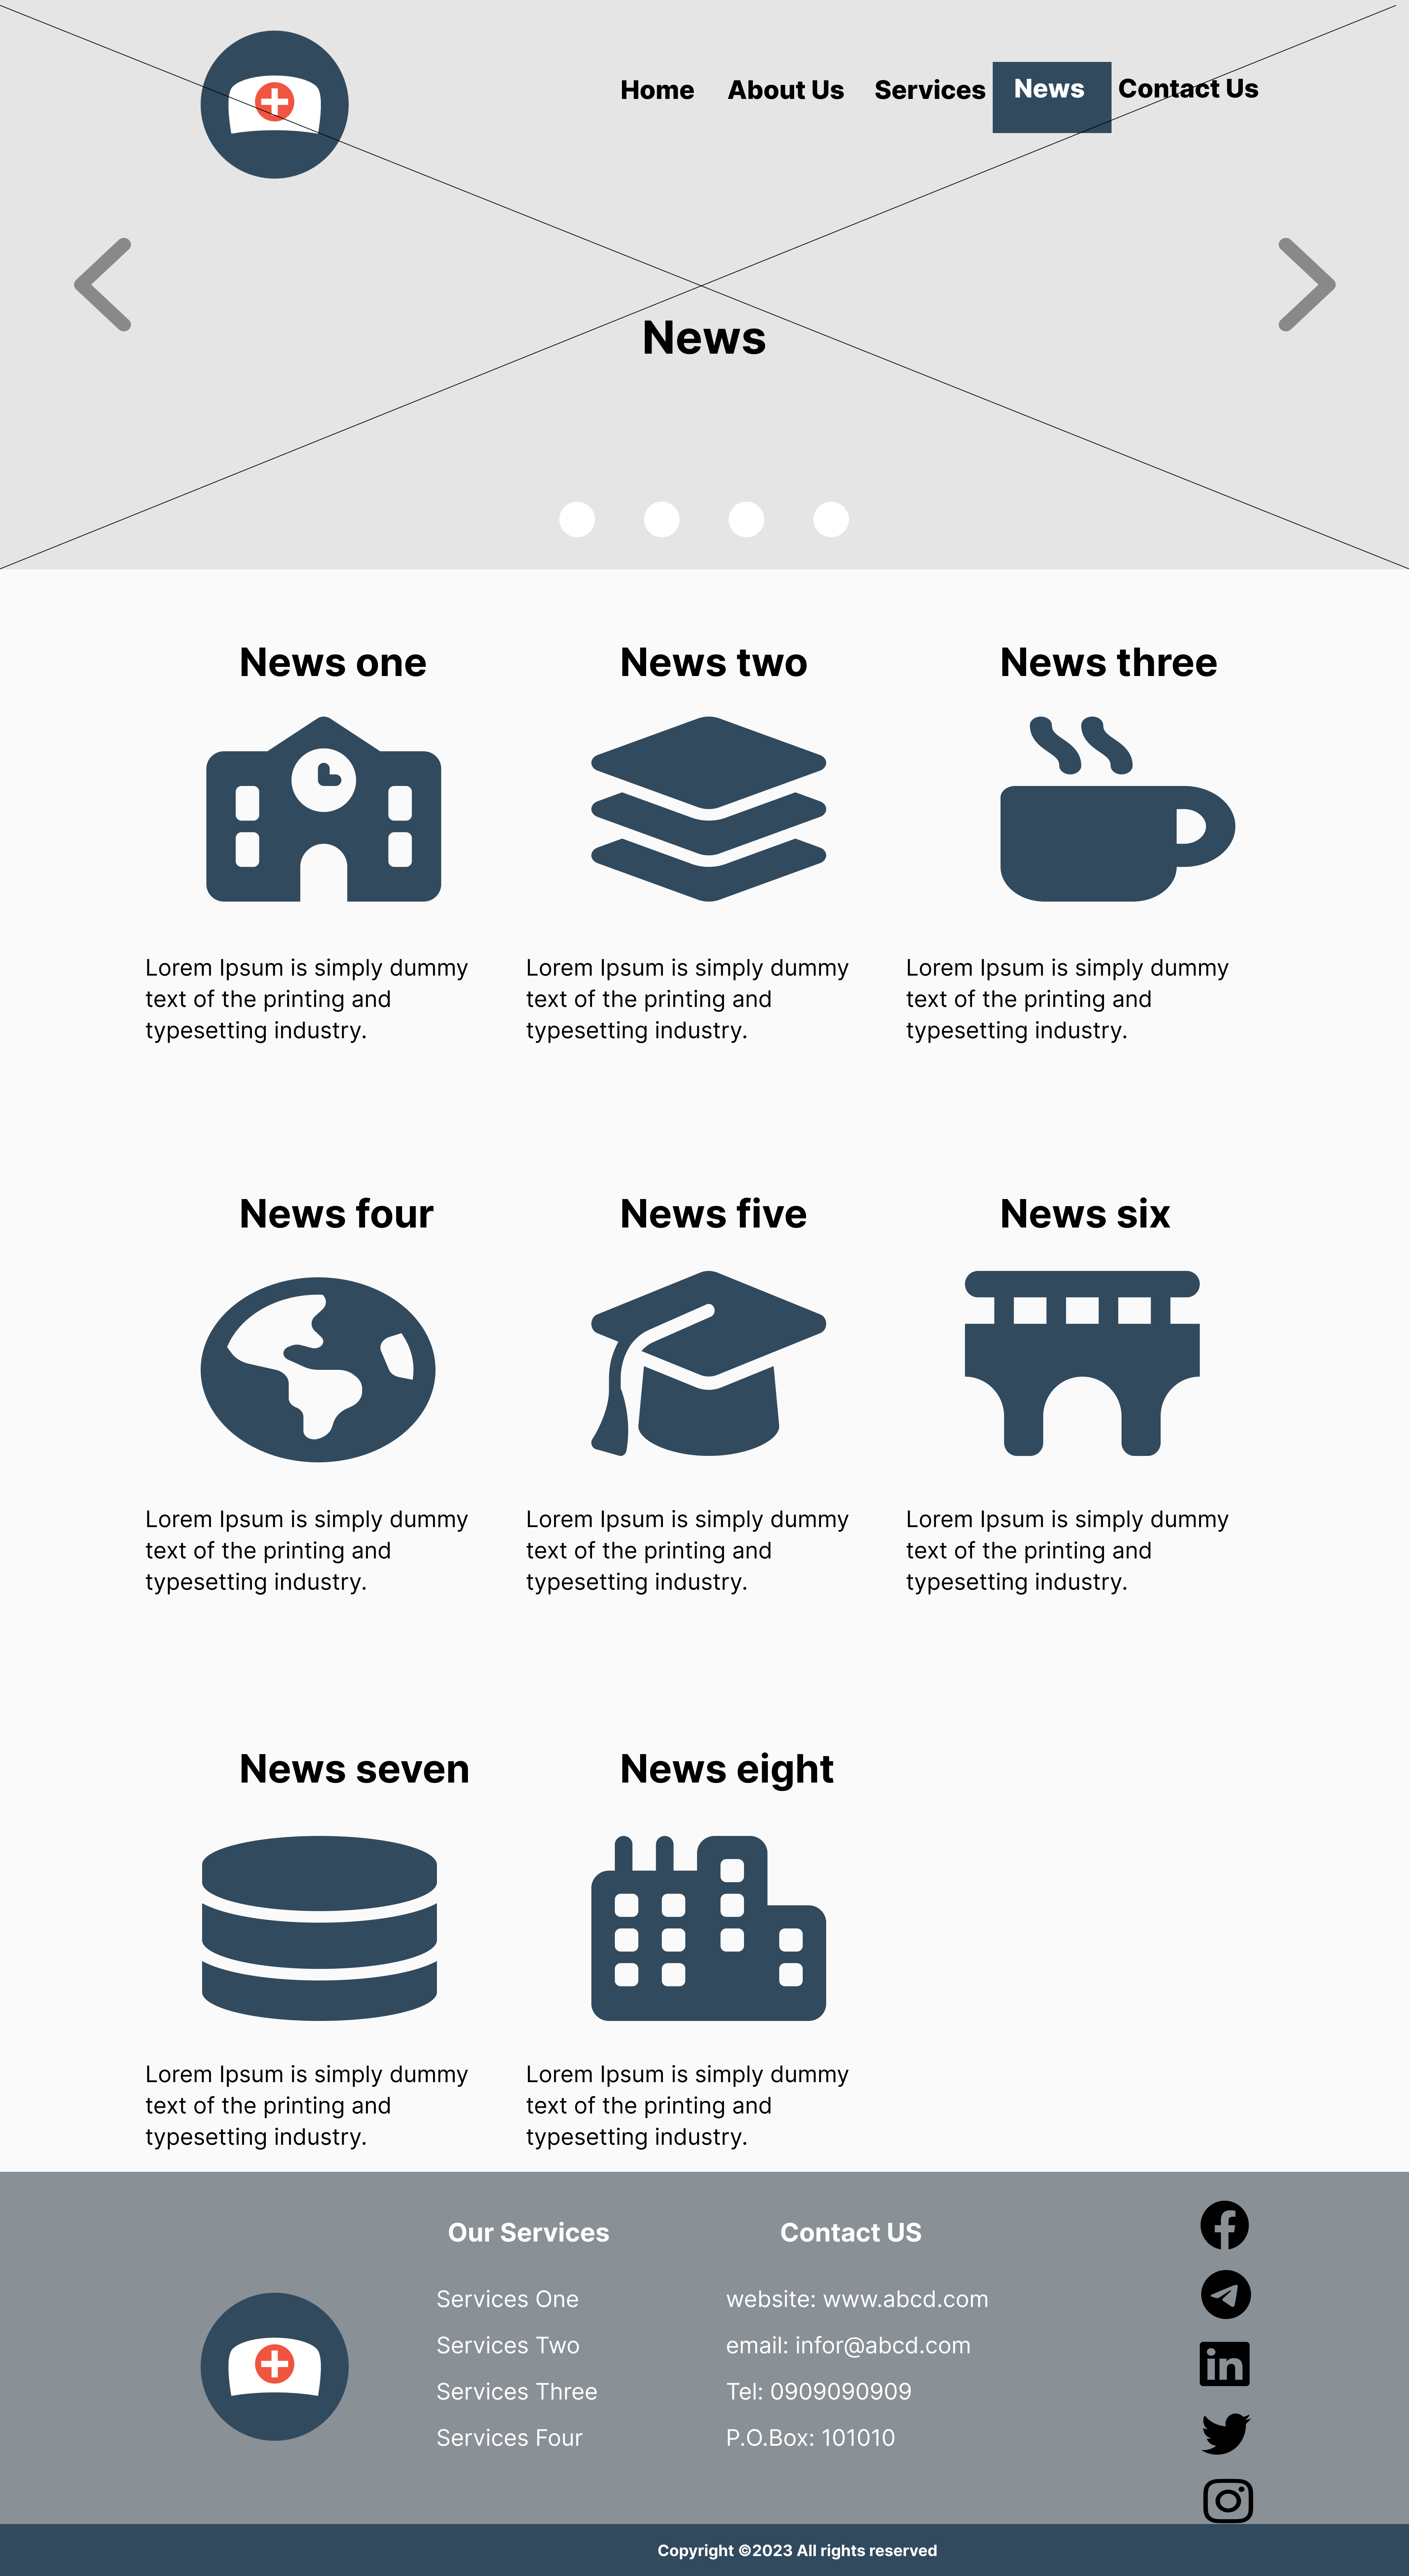 Home About Us Services News Contact Us
News
News one
News two
News three
Lorem Ipsum is simply dummy
text of the printing and
typesetting industry.
Lorem Ipsum is simply dummy
text of the printing and
typesetting industry.
Lorem Ipsum is simply dummy
text of the printing and
typesetting industry.
News four
News five
News six
Lorem Ipsum is simply dummy
text of the printing and
typesetting industry.
Lorem Ipsum is simply dummy
text of the printing and
typesetting industry.
Lorem Ipsum is simply dummy
text of the printing and
typesetting industry.
News seven
News eight
Lorem Ipsum is simply dummy
text of the printing and
typesetting industry.
Lorem Ipsum is simply dummy
text of the printing and
typesetting industry.
Our Services
Services One
Services Two
Services Three
Services Four
Contact US
website: www.abcd.com
email: infor@abcd.com
Tel: 0909090909
P.O.Box: 101010
Copyright ©2023 All rights reserved